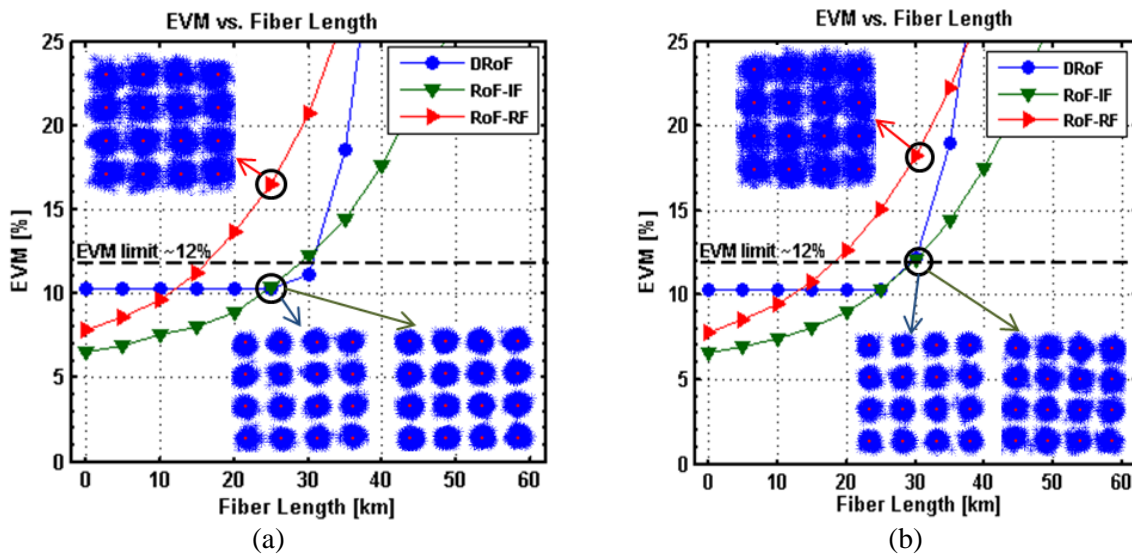 EVM vs. Fiber Length
25
20
15
10
5
0
EVM [%]
DRoF
RoF-IF
RoF-RF
EVM limit ~12%
0 10 20 30 40 50 60
Fiber Length [km]
(a)
EVM vs. Fiber Length
25
20
15
10
5
0
EVM [%]
DRoF
RoF-IF
RoF-RF
EVM limit ~12%
0 10 20 30 40 50 60
Fiber Length [km]
(b)